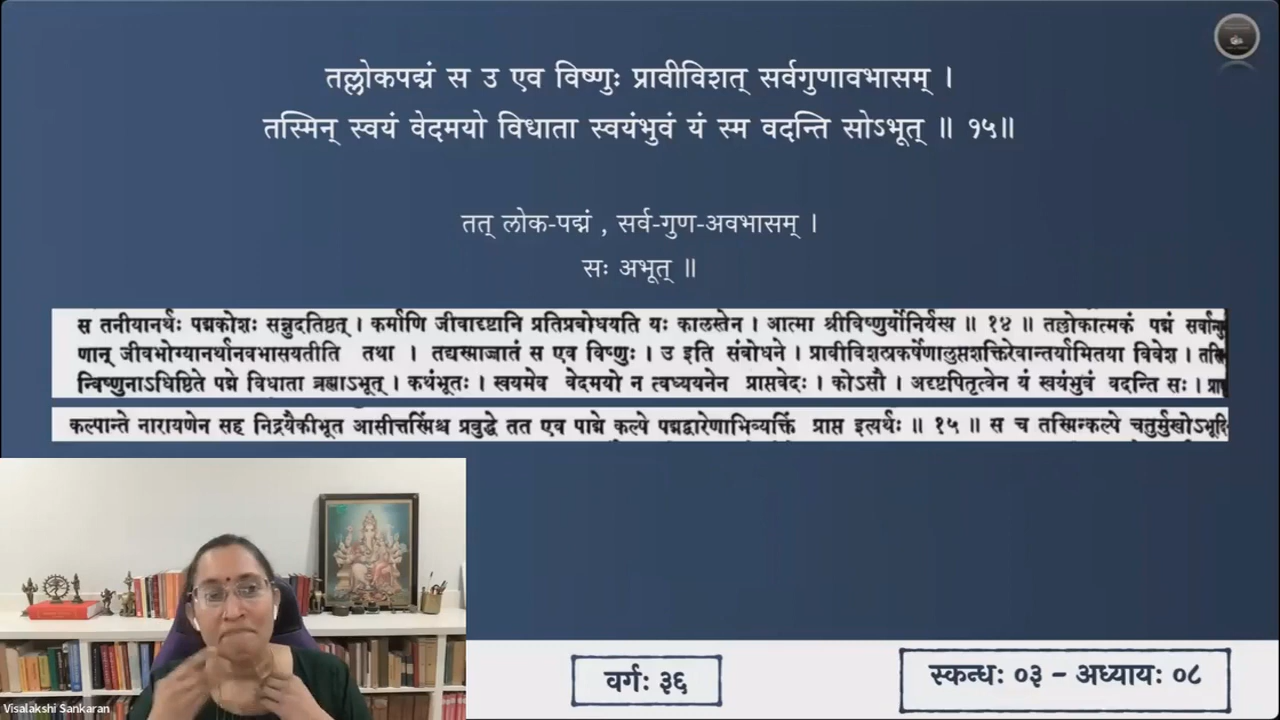 तल्लोकपद्मं स उ एव विष्णुः प्रावीविशत् सर्वगुणावभासम् ।
तस्मिन् स्वयं वेदमयो विधाता स्वयंभुवं यं स्म वदन्ति सोऽभूत् ॥ १५॥
तत् लोक-पद्मं , सर्व-गुण-अवभासम् ।
सः अभूत् ॥
स तनीयानर्थः पद्मकोशः सन्नुदतिष्ठत् । कर्माणि जीवादृष्टानि प्रतिप्रबोधयति यः कालस्तेन । आत्मा श्रीविष्णुर्योनिर्यस्य ॥ १४ ॥ तल्लोकात्मकं पद्मं सर्वान्गु
णान् जीवभोग्यानर्थानवभासयतीति तथा । तद्यस्माज्जातं स एव विष्णुः । उ इति संबोधने । प्रावीविशत्प्रकर्षेणालुप्तशक्तिरेवान्तर्यामितया विवेश । तस्मि
न्विष्णुनाऽधिष्ठिते पद्मे विधाता ब्रह्माऽभूत् । कथंभूतः । स्वयमेव वेदमयो न त्वध्ययनेन प्राप्तवेदः । कोऽसौ । अदृष्टपितृत्वेन यं स्वयंभुवं वदन्ति सः । प्रा
कल्पान्ते नारायणेन सह निद्रयैकीभूत आसीत्तस्मिंश्च प्रबुद्धे तत एव पाद्मे कल्पे पद्मद्वारेणाभिव्यक्तिं प्राप्त इत्यर्थः ॥ १५ ॥ स च तस्मिन्कल्पे चतुर्मुखोऽभूदि
Visalakshi Sankaran
वर्गः ३६
स्कन्धः ०३ – अध्यायः ०८